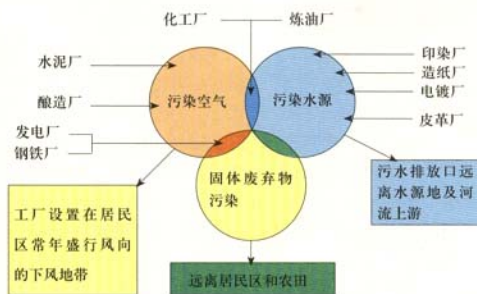 化工厂
炼油厂
水泥厂
酿造厂
发电厂
钢铁厂
印染厂
造纸厂
电镀厂
皮革厂
污染空气
污染水源
固体废弃物
污染
工厂设置在居民
区常年盛行风向
的下风地带
污水排放口远
离水源地及河
流上游
远离居民区和农田